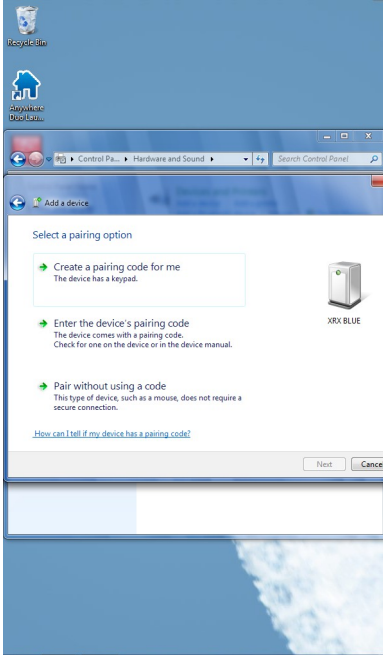 Recycle Bin
Anywhere
Duo Lau...
Control Pa... Hardware and Sound
Search Control Panel
Add a device
Select a pairing option
Create a pairing code for me
The device has a keypad.
XRX BLUE
Enter the device's pairing code
The device comes with a pairing code.
Check for one on the device or in the device manual.
Pair without using a code
This type of device, such as a mouse, does not require a
secure connection.
How can I tell if my device has a pairing code?
Next
Cance